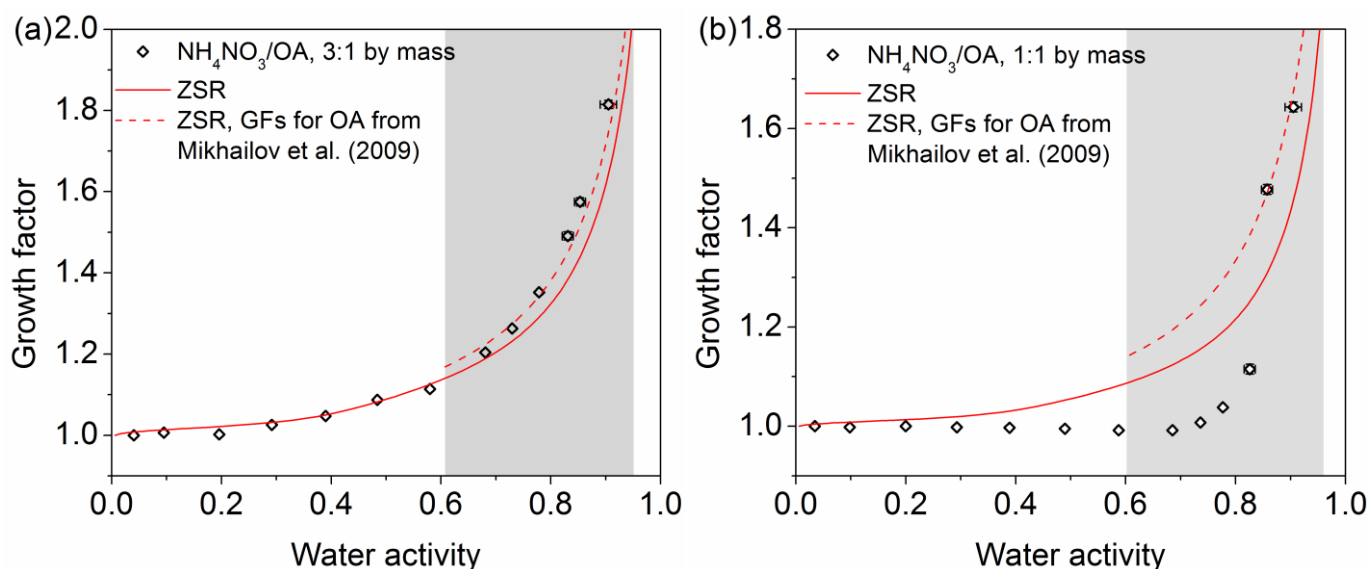 (a)
2.0
1.8
1.6
1.4
1.2
1.0
Growth factor
NH₄NO₃/OA, 3:1 by mass
ZSR
ZSR, GFs for OA from
Mikhailov et al. (2009)
0.0 0.2 0.4 0.6 0.8 1.0
Water activity
(b)
1.8
1.6
1.4
1.2
1.0
Growth factor
NH₄NO₃/OA, 1:1 by mass
ZSR
ZSR, GFs for OA from
Mikhailov et al. (2009)
0.0 0.2 0.4 0.6 0.8 1.0
Water activity